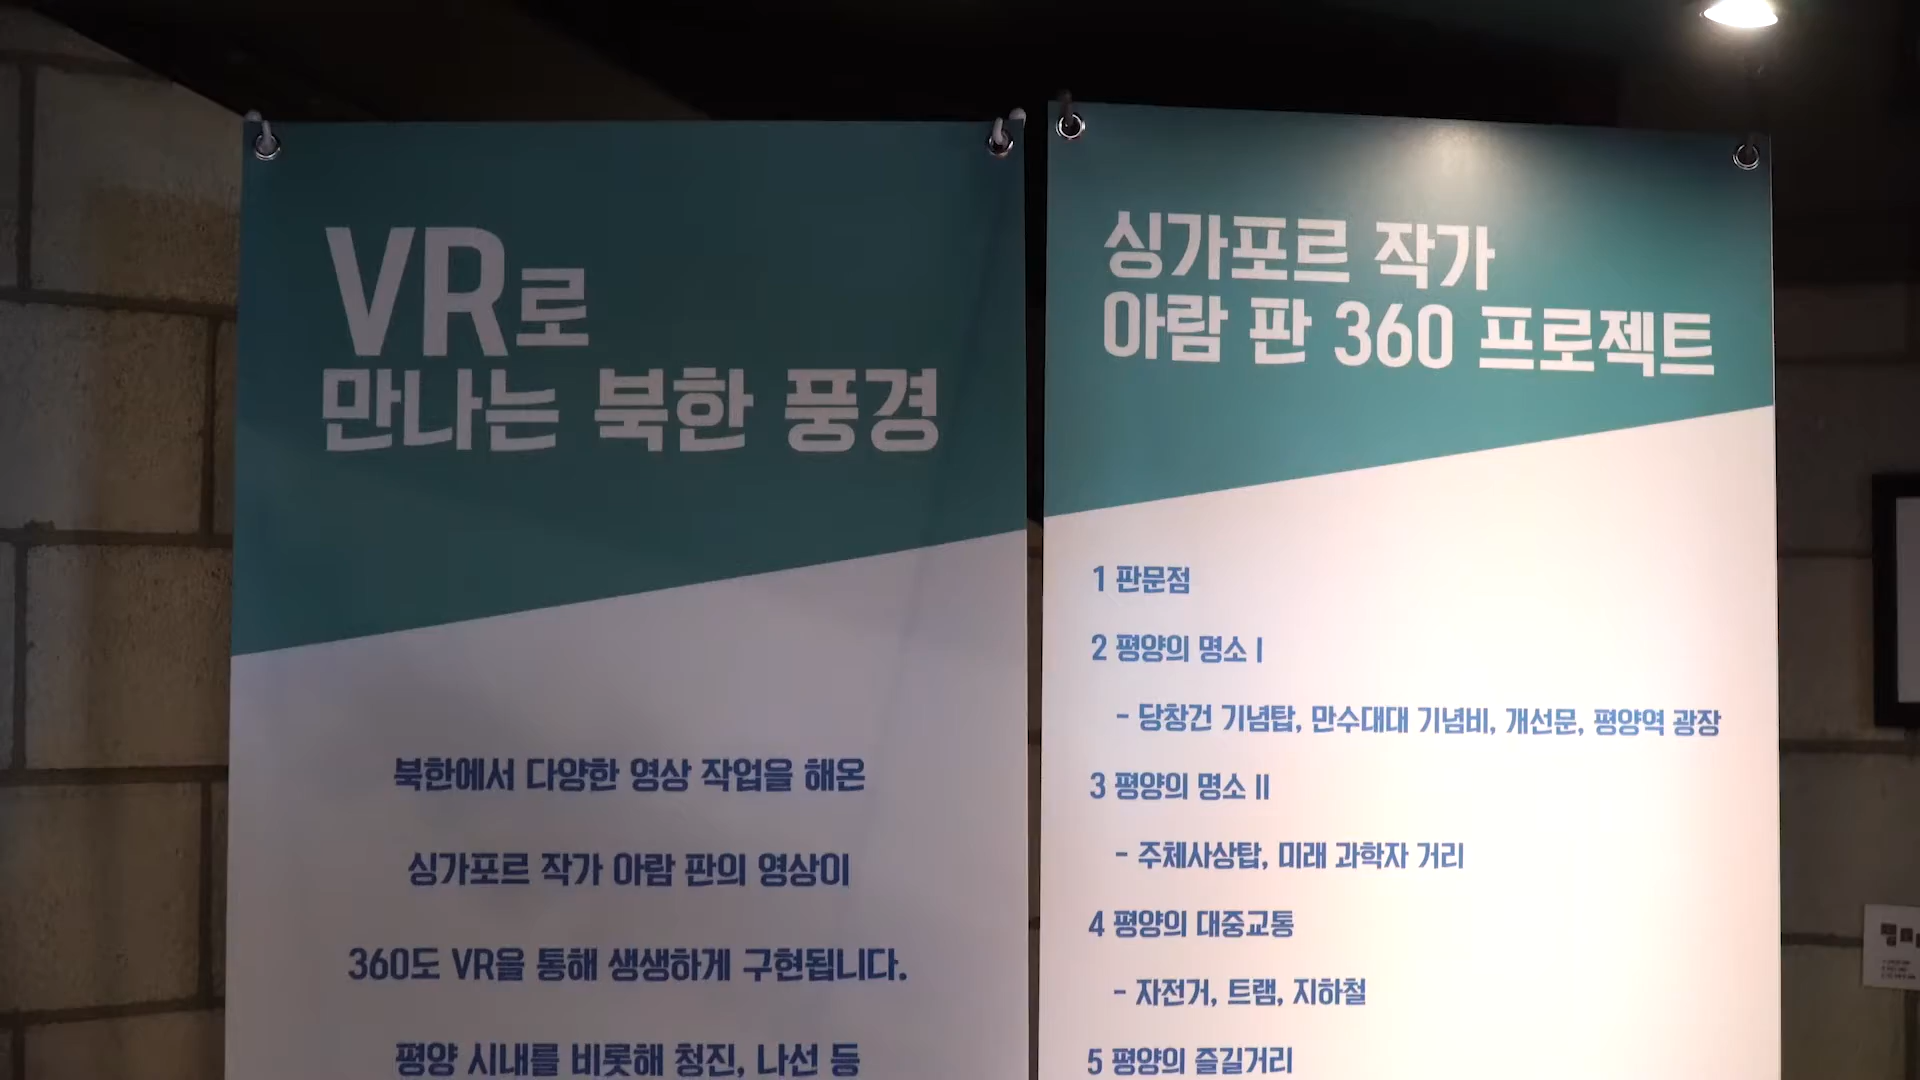 VR로
만나는 북한 풍경
북한에서 다양한 영상 작업을 해온
싱가포르 작가 아람 판의 영상이
360도 VR을 통해 생생하게 구현됩니다.
평양 시내를 비롯해 청진, 나선 등
싱가포르 작가
아람 판 360 프로젝트
1 판문점
2 평양의 명소 I
- 당창건 기념탑, 만수대대 기념비, 개선문, 평양역 광장
3 평양의 명소 II
- 주체사상탑, 미래 과학자 거리
4 평양의 대중교통
- 자전거, 트램, 지하철
5 평양의 즐길거리